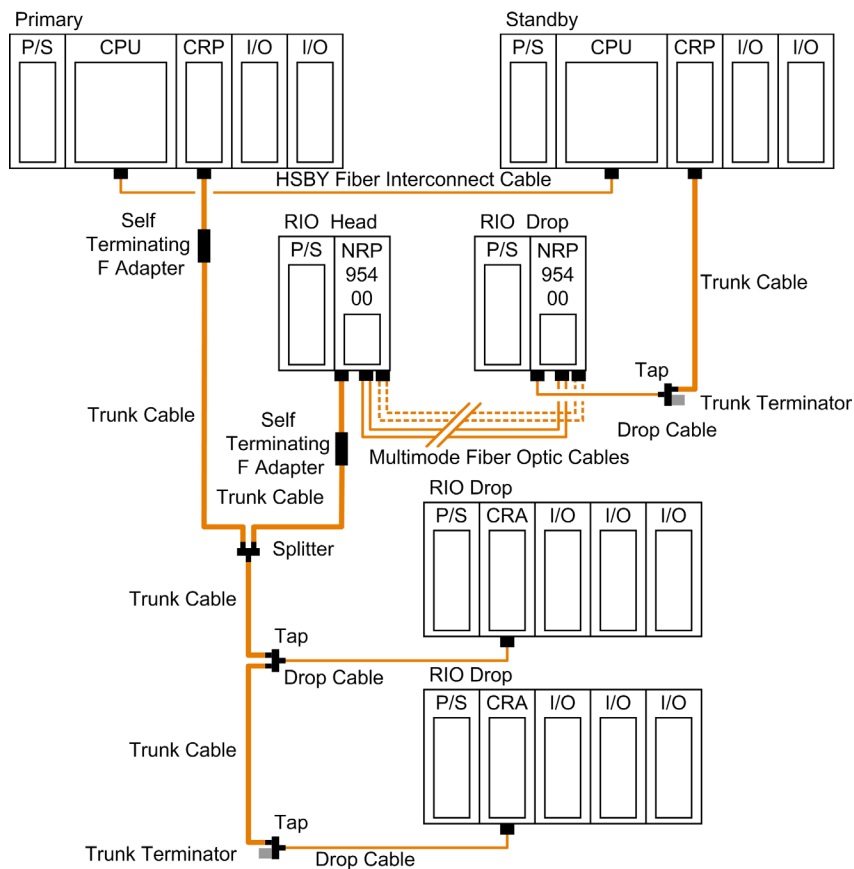 Primary
Standby
P/S CPU CRP I/O I/O
P/S CPU CRP I/O I/O
HSBY Fiber Interconnect Cable
Self
Terminating
F Adapter
RIO Head
P/S NRP
954
00
RIO Drop
P/S NRP
954
00
Trunk Cable
Tap
Trunk Terminator
Drop Cable
Trunk Cable
Self
Terminating
F Adapter
Multimode Fiber Optic Cables
Trunk Cable
Splitter
RIO Drop
P/S CRA I/O I/O I/O
Trunk Cable
Tap
Drop Cable
RIO Drop
P/S CRA I/O I/O I/O
Trunk Cable
Tap
Trunk Terminator
Drop Cable